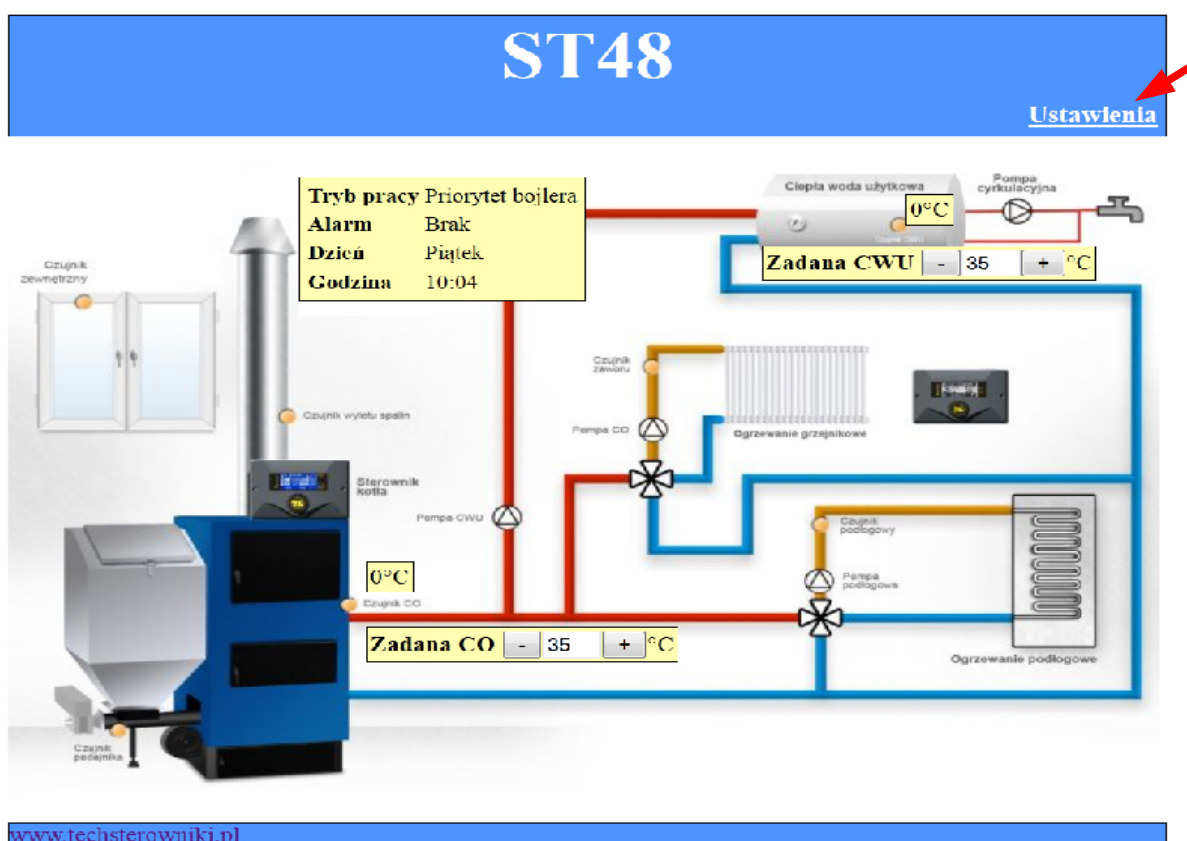 ST48
Ustawienia
Tryb pracy Priorytet bojlera
Alarm Brak
Dzień Piątek
Godzina 10:04
Ciepła woda użytkowa
0°C
Pompa
cyrkulacyjna
Zadana CWU - 35 + °C
Czujnik
zewnętrzny
Czujnik wylotu spalin
Czujnik
zaworu
Pompa CO
Ogrzewanie grzejnikowe
Sterownik
kotła
Pompa CWU
Czujnik
podłogowy
Pompa
podłogowa
0°C
Czujnik CO
Zadana CO - 35 + °C
Ogrzewanie podłogowe
Czujnik
podajnika
www.techsterowniki.pl